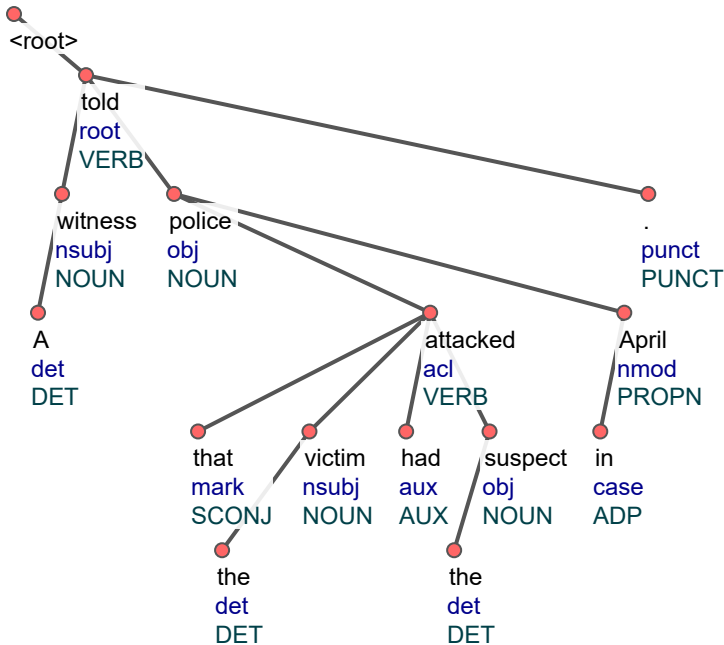 <root>
told
root
VERB
witness
nsubj
NOUN
police
obj
NOUN
.
punct
PUNCT
A
det
DET
attacked
acl
VERB
April
nmod
PROPN
that
mark
SCONJ
victim
nsubj
NOUN
had
aux
AUX
suspect
obj
NOUN
in
case
ADP
the
det
DET
the
det
DET